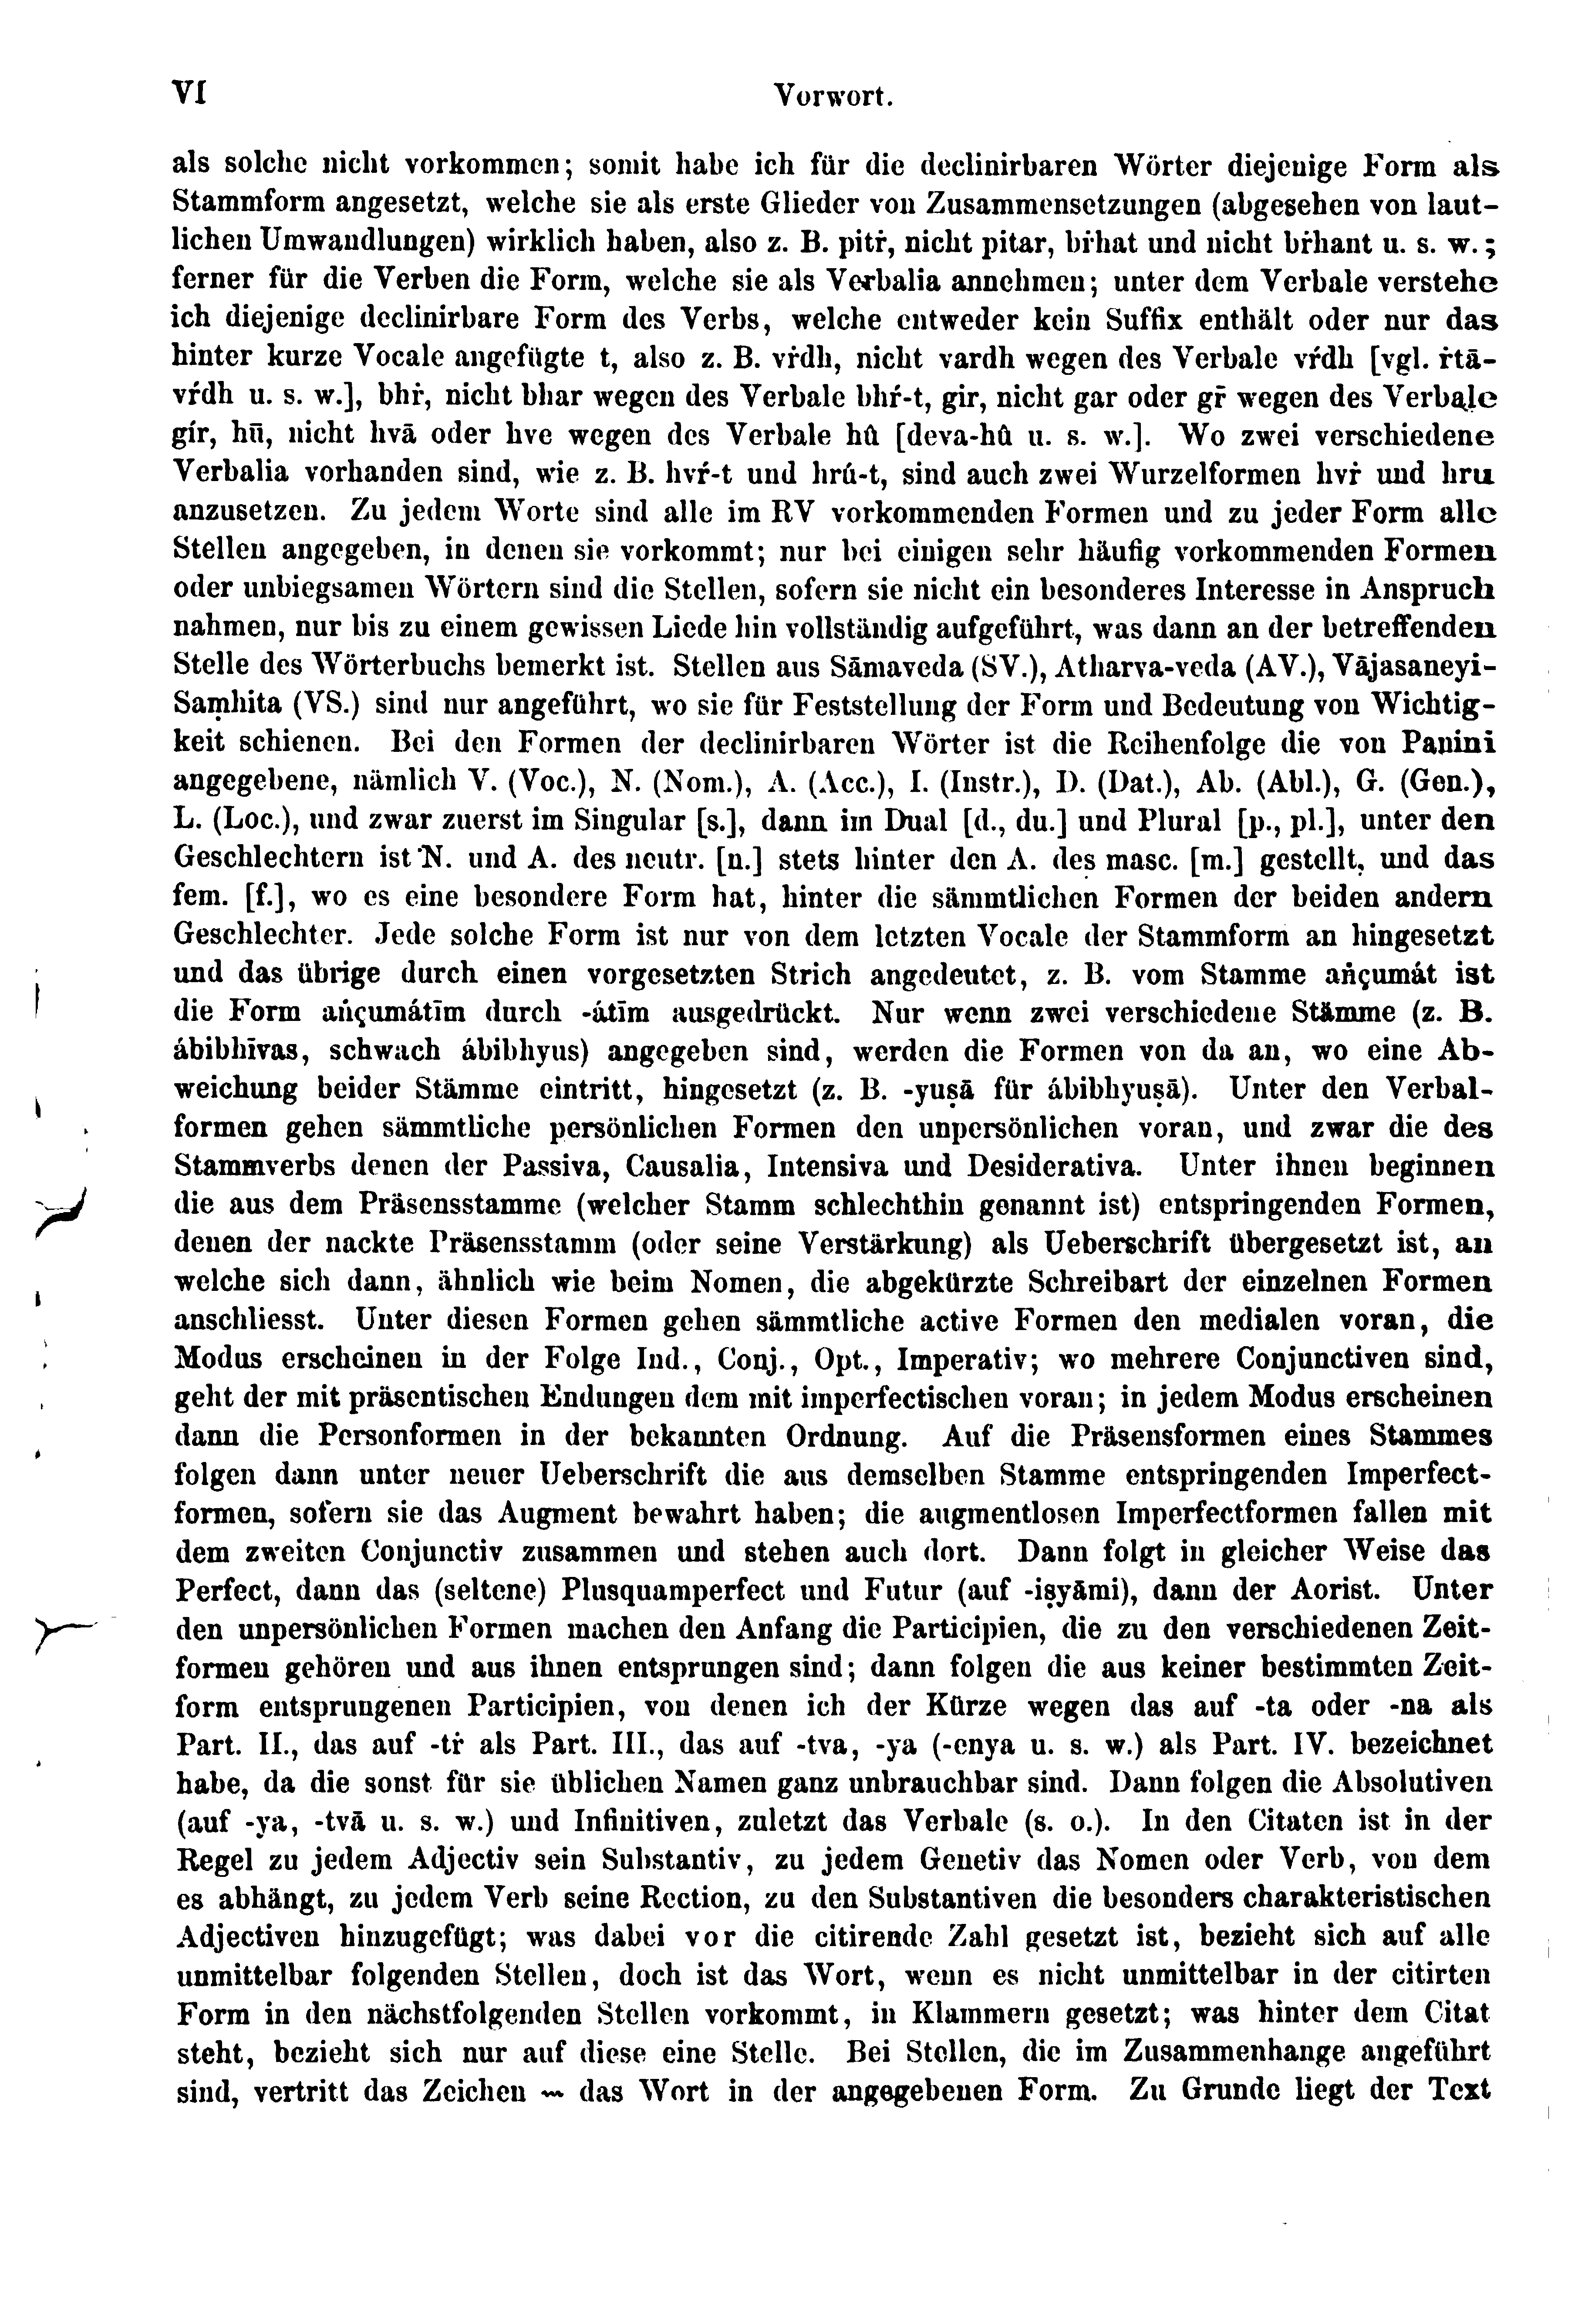 VI
Vorwort.
als solche nicht vorkommen; somit habe ich für die declinirbaren Wörter diejenige Form als
Stammform angesetzt, welche sie als erste Glieder von Zusammensetzungen (abgesehen von laut-
lichen Umwandlungen) wirklich haben, also z. B. pitṙ, nicht pitar, bṙhat und nicht bṙhant u. s. w.;
ferner für die Verben die Form, welche sie als Verbalia annehmen; unter dem Verbale verstehe
ich diejenige declinirbare Form des Verbs, welche entweder kein Suffix enthält oder nur das
hinter kurze Vocale angefügte t, also z. B. vṙdh, nicht vardh wegen des Verbale vŕdh [vgl. ṙtā-
vŕdh u. s. w.], bhṙ, nicht bhar wegen des Verbale bhŕ-t, gir, nicht gar oder gr̄ wegen des Verbale
gír, hū, nicht hvā oder hve wegen des Verbale hû [deva-hû u. s. w.]. Wo zwei verschiedene
Verbalia vorhanden sind, wie z. B. hvŕ-t und hrú-t, sind auch zwei Wurzelformen hvṙ und hru
anzusetzen. Zu jedem Worte sind alle im RV vorkommenden Formen und zu jeder Form alle
Stellen angegeben, in denen sie vorkommt; nur bei einigen sehr häufig vorkommenden Formen
oder unbiegsamen Wörtern sind die Stellen, sofern sie nicht ein besonderes Interesse in Anspruch
nahmen, nur bis zu einem gewissen Liede hin vollständig aufgeführt, was dann an der betreffenden
Stelle des Wörterbuchs bemerkt ist. Stellen aus Sāmaveda (SV.), Atharva-veda (AV.), Vājasaneyi-
Saṃhita (VS.) sind nur angeführt, wo sie für Feststellung der Form und Bedeutung von Wichtig-
keit schienen. Bei den Formen der declinirbaren Wörter ist die Reihenfolge die von Panini
angegebene, nämlich V. (Voc.), N. (Nom.), A. (Acc.), I. (Instr.), D. (Dat.), Ab. (Abl.), G. (Gen.),
L. (Loc.), und zwar zuerst im Singular [s.], dann im Dual [d., du.] und Plural [p., pl.], unter den
Geschlechtern ist N. und A. des neutr. [n.] stets hinter den A. des masc. [m.] gestellt, und das
fem. [f.], wo es eine besondere Form hat, hinter die sämmtlichen Formen der beiden andern
Geschlechter. Jede solche Form ist nur von dem letzten Vocale der Stammform an hingesetzt
und das übrige durch einen vorgesetzten Strich angedeutet, z. B. vom Stamme aṅçumát ist
die Form aṅçumátīm durch -átīm ausgedrückt. Nur wenn zwei verschiedene Stämme (z. B.
ábibhīvas, schwach ábibhyus) angegeben sind, werden die Formen von da an, wo eine Ab-
weichung beider Stämme eintritt, hingesetzt (z. B. -yuṣā für ábibhyuṣā). Unter den Verbal-
formen gehen sämmtliche persönlichen Formen den unpersönlichen voran, und zwar die des
Stammverbs denen der Passiva, Causalia, Intensiva und Desiderativa. Unter ihnen beginnen
die aus dem Präsensstamme (welcher Stamm schlechthin genannt ist) entspringenden Formen,
denen der nackte Präsensstamm (oder seine Verstärkung) als Ueberschrift übergesetzt ist, an
welche sich dann, ähnlich wie beim Nomen, die abgekürzte Schreibart der einzelnen Formen
anschliesst. Unter diesen Formen gehen sämmtliche active Formen den medialen voran, die
Modus erscheinen in der Folge Ind., Conj., Opt., Imperativ; wo mehrere Conjunctiven sind,
geht der mit präsentischen Endungen dem mit imperfectischen voran; in jedem Modus erscheinen
dann die Personformen in der bekannten Ordnung. Auf die Präsensformen eines Stammes
folgen dann unter neuer Ueberschrift die aus demselben Stamme entspringenden Imperfect-
formen, sofern sie das Augment bewahrt haben; die augmentlosen Imperfectformen fallen mit
dem zweiten Conjunctiv zusammen und stehen auch dort. Dann folgt in gleicher Weise das
Perfect, dann das (seltene) Plusquamperfect und Futur (auf -iṣyāmi), dann der Aorist. Unter
den unpersönlichen Formen machen den Anfang die Participien, die zu den verschiedenen Zeit-
formen gehören und aus ihnen entsprungen sind; dann folgen die aus keiner bestimmten Zeit-
form entsprungenen Participien, von denen ich der Kürze wegen das auf -ta oder -na als
Part. II., das auf -tṙ als Part. III., das auf -tva, -ya (-enya u. s. w.) als Part. IV. bezeichnet
habe, da die sonst für sie üblichen Namen ganz unbrauchbar sind. Dann folgen die Absolutiven
(auf -ya, -tvā u. s. w.) und Infinitiven, zuletzt das Verbale (s. o.). In den Citaten ist in der
Regel zu jedem Adjectiv sein Substantiv, zu jedem Genetiv das Nomen oder Verb, von dem
es abhängt, zu jedem Verb seine Rection, zu den Substantiven die besonders charakteristischen
Adjectiven hinzugefügt; was dabei vor die citirende Zahl gesetzt ist, bezieht sich auf alle
unmittelbar folgenden Stellen, doch ist das Wort, wenn es nicht unmittelbar in der citirten
Form in den nächstfolgenden Stellen vorkommt, in Klammern gesetzt; was hinter dem Citat
steht, bezieht sich nur auf diese eine Stelle. Bei Stellen, die im Zusammenhange angeführt
sind, vertritt das Zeichen ~ das Wort in der angegebenen Form. Zu Grunde liegt der Text